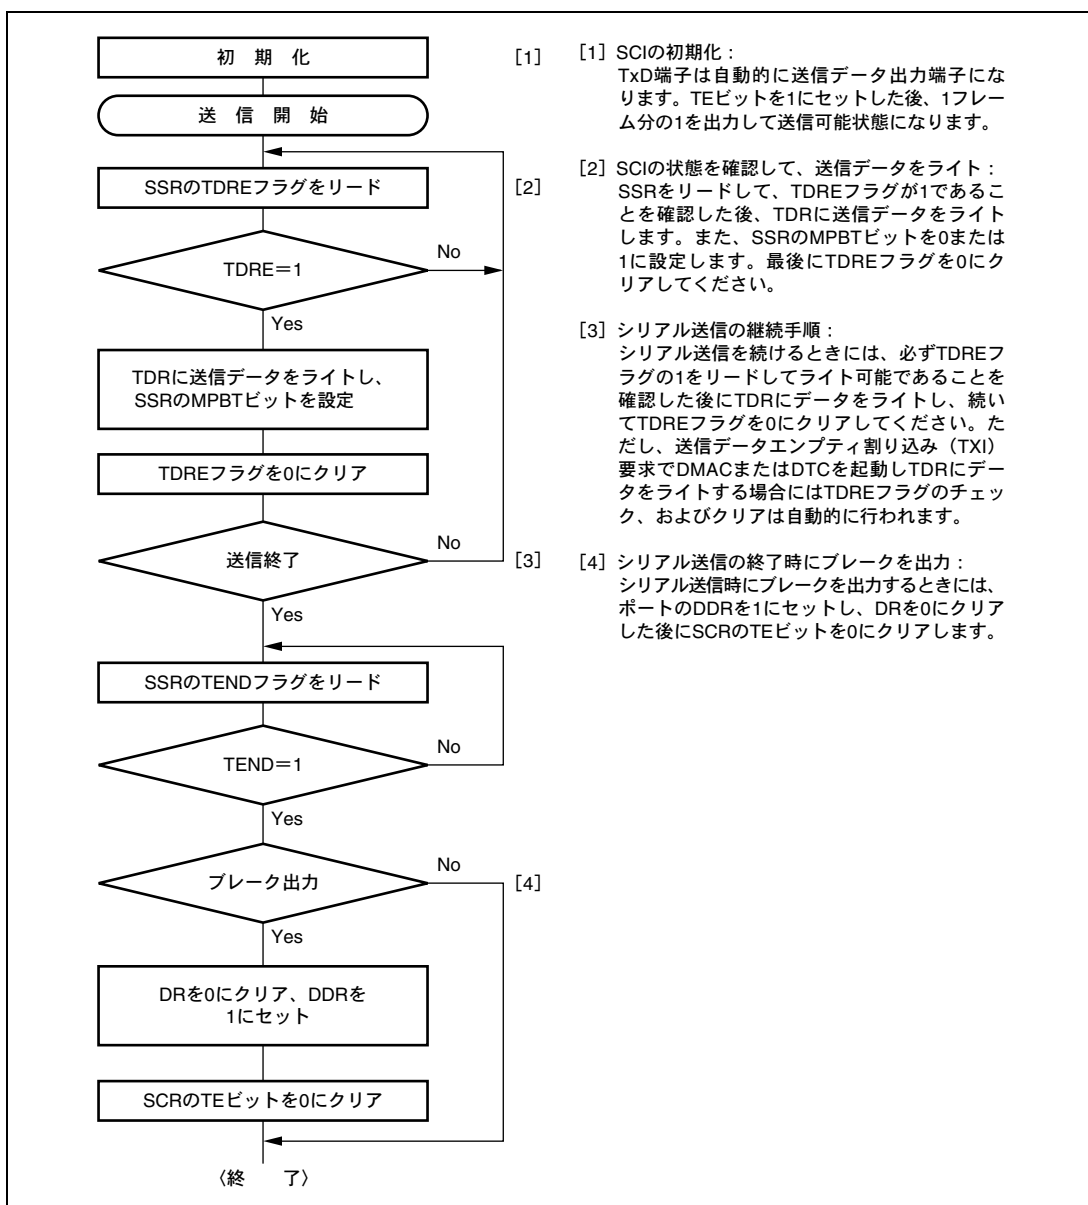 初 期 化
[1]
送 信 開 始
SSRのTDREフラグをリード
[2]
TDRE＝1
No
Yes
TDRに送信データをライトし、
SSRのMPBTビットを設定
TDREフラグを0にクリア
送信終了
No
[3]
Yes
SSRのTENDフラグをリード
TEND＝1
No
Yes
ブレーク出力
No
[4]
Yes
DRを0にクリア、DDRを
1にセット
SCRのTEビットを0にクリア
〈終 了〉
[1] SCIの初期化：
TxD端子は自動的に送信データ出力端子にな
ります。TEビットを1にセットした後、1フレー
ム分の1を出力して送信可能状態になります。
[2] SCIの状態を確認して、送信データをライト：
SSRをリードして、TDREフラグが1であるこ
とを確認した後、TDRに送信データをライト
します。また、SSRのMPBTビットを0または
1に設定します。最後にTDREフラグを0にク
リアしてください。
[3] シリアル送信の継続手順：
シリアル送信を続けるときには、必ずTDREフ
ラグの1をリードしてライト可能であることを
確認した後にTDRにデータをライトし、続い
てTDREフラグを0にクリアしてください。た
だし、送信データエンプティ割り込み（TXI）
要求でDMACまたはDTCを起動しTDRにデー
タをライトする場合にはTDREフラグのチェッ
ク、およびクリアは自動的に行われます。
[4] シリアル送信の終了時にブレークを出力：
シリアル送信時にブレークを出力するときには、
ポートのDDRを1にセットし、DRを0にクリア
した後にSCRのTEビットを0にクリアします。